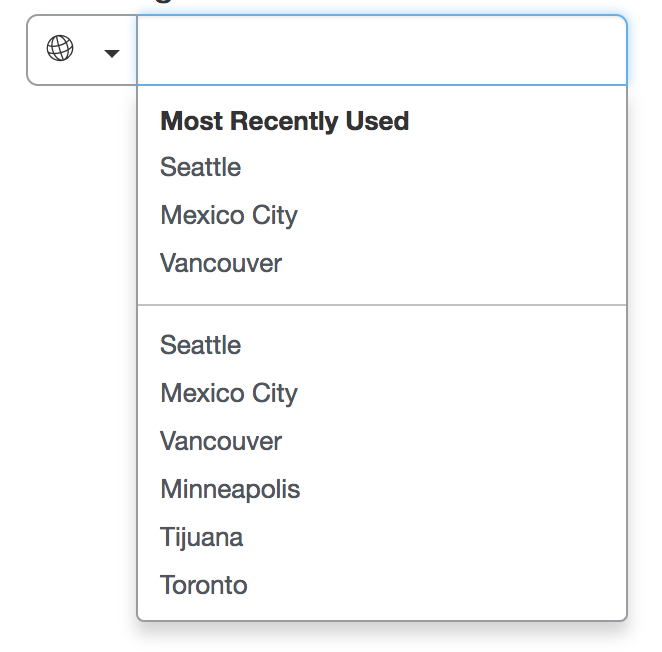 Most Recently Used
Seattle
Mexico City
Vancouver
Seattle
Mexico City
Vancouver
Minneapolis
Tijuana
Toronto